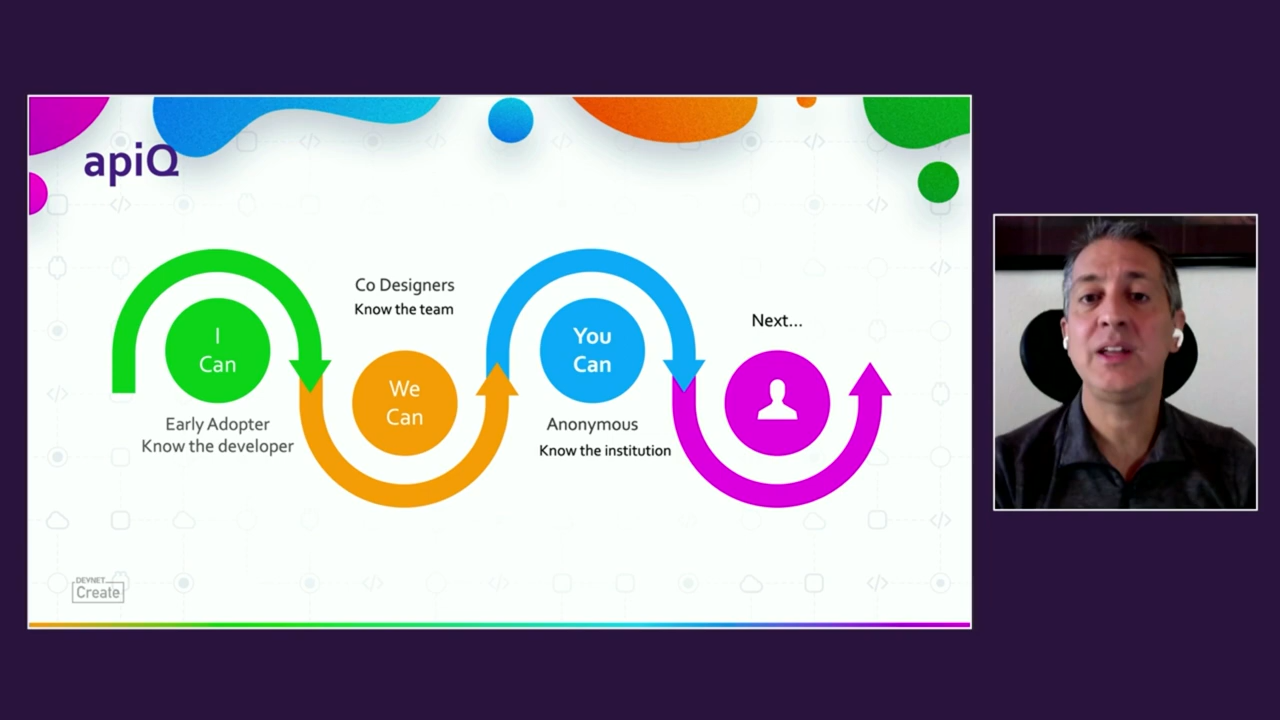 apiQ
I
Can
Early Adopter
Know the developer
Co Designers
Know the team
We
Can
You
Can
Anonymous
Know the institution
Next...
DEVNET
Create